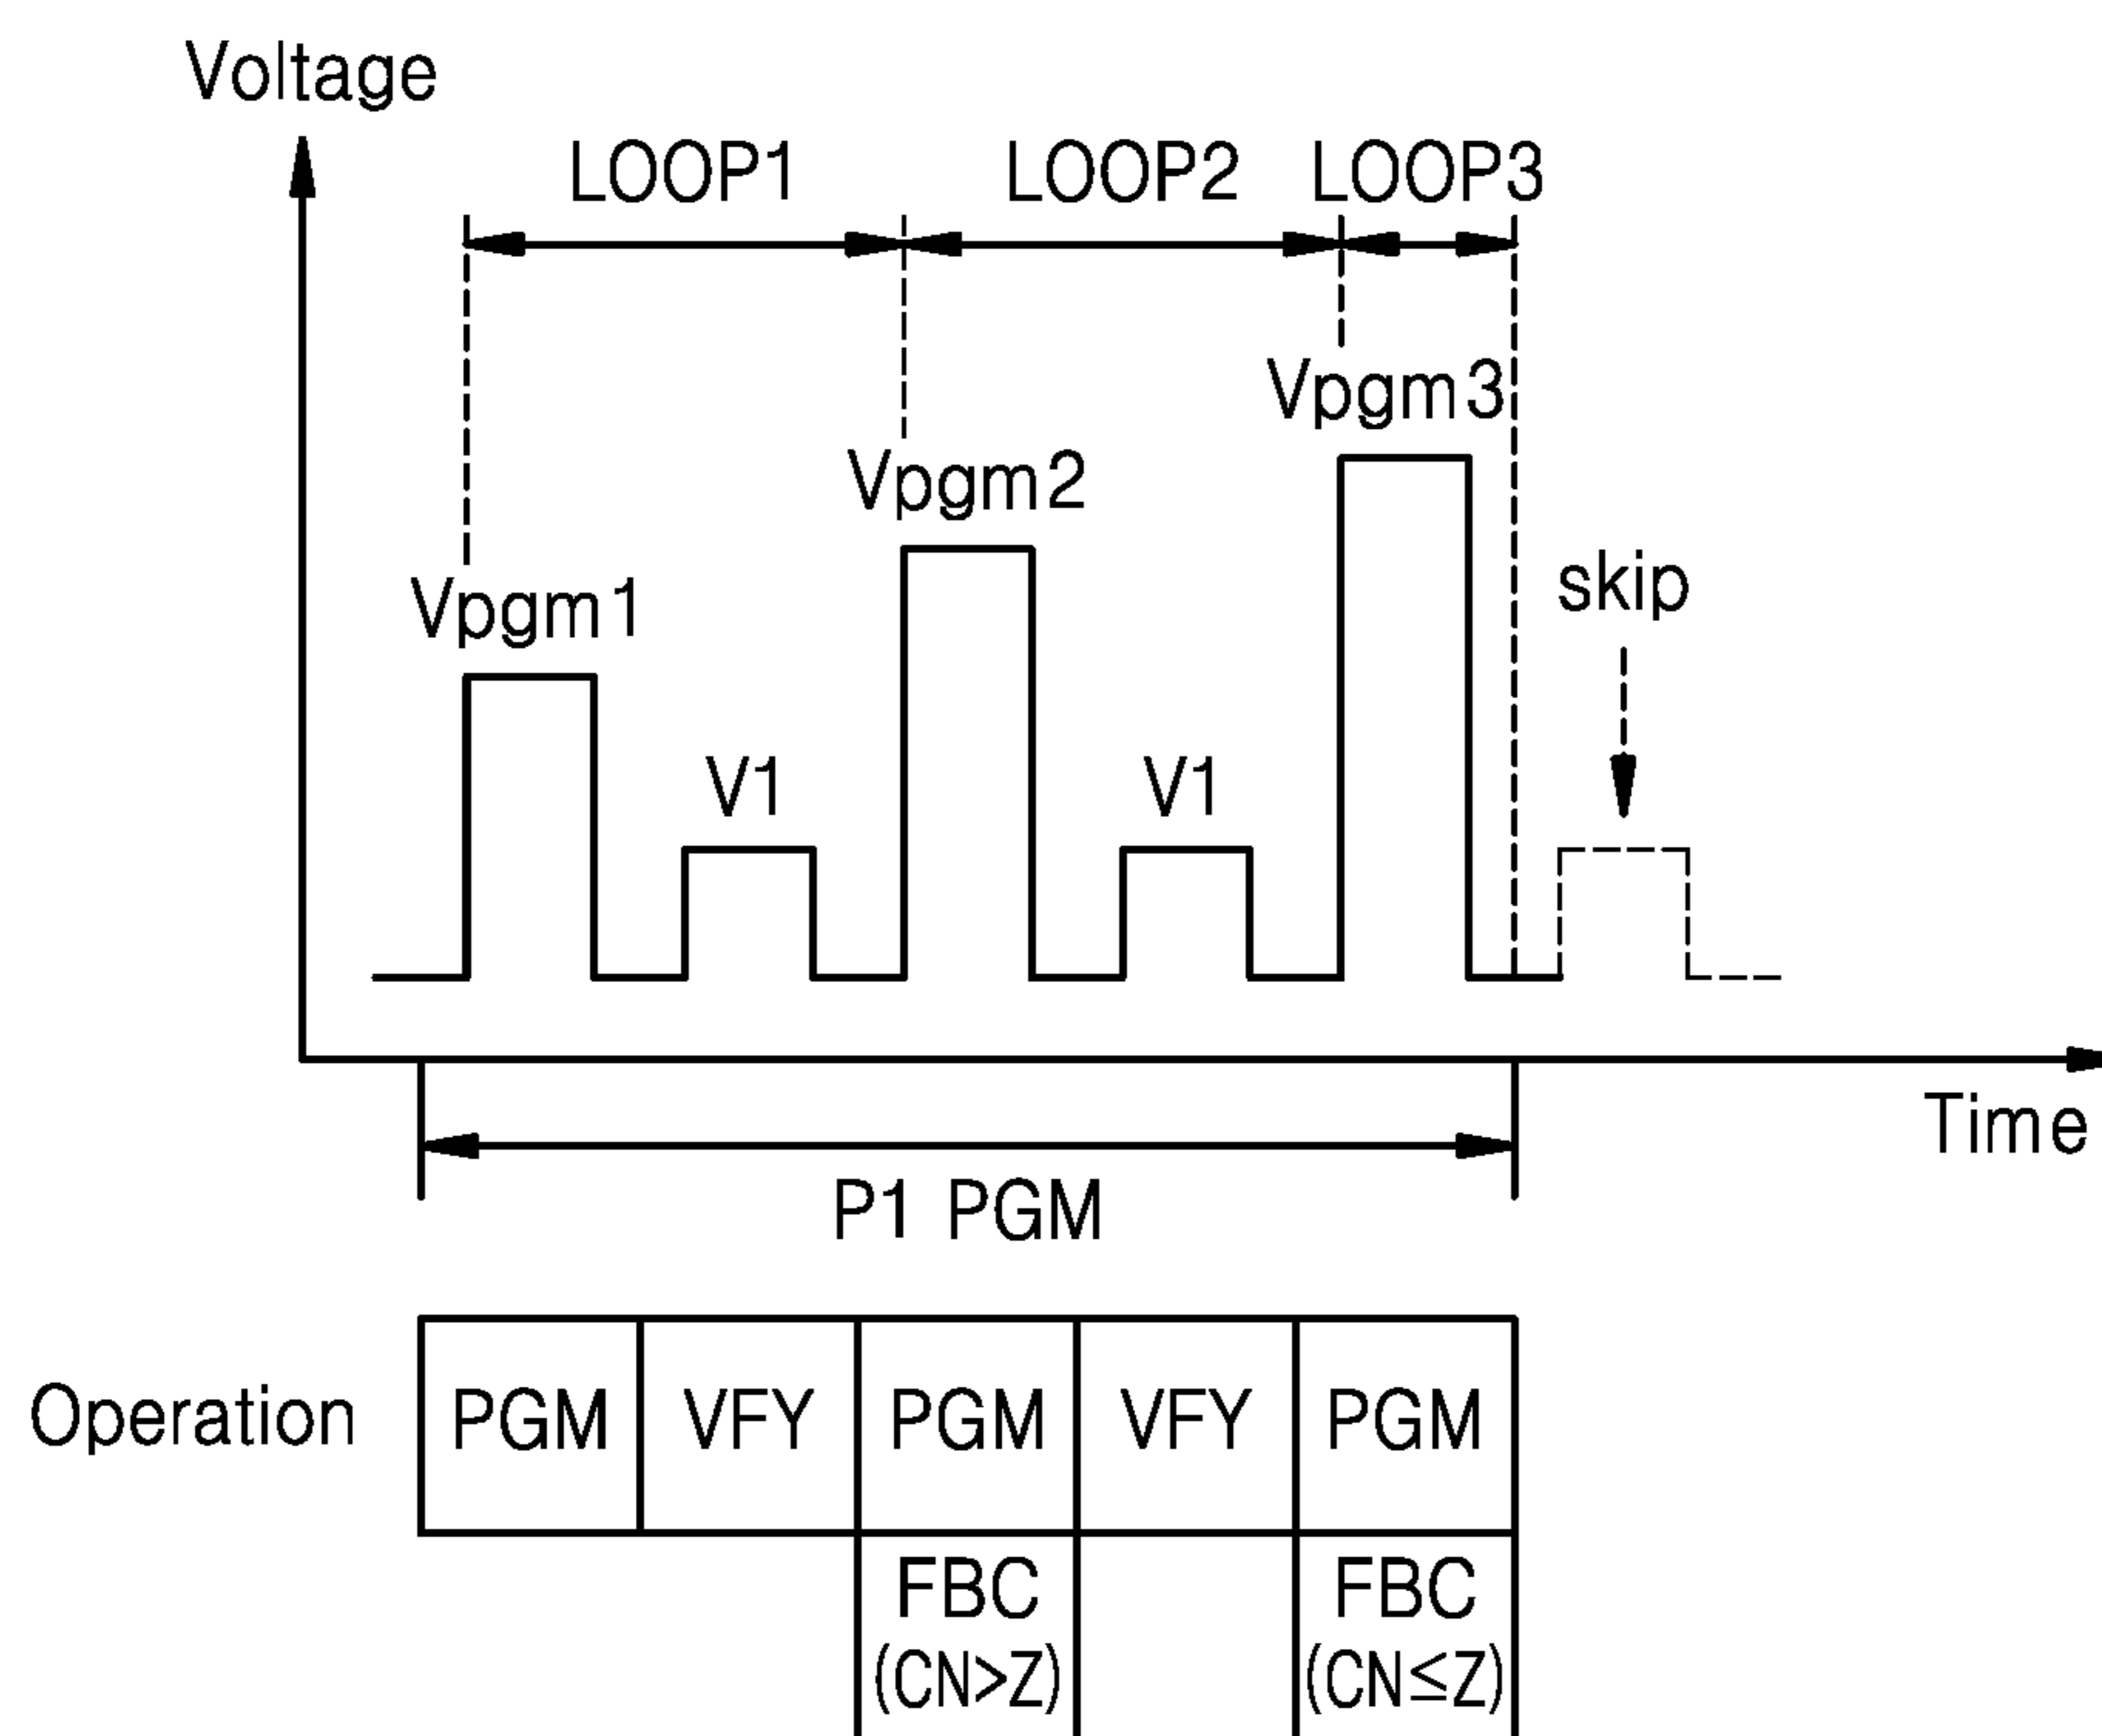 Voltage
LOOP1 LOOP2 LOOP3
Vpgm3
Vpgm2
skip
Vpgm1
V1 V1
Time
P1 PGM
Operation PGM VFY PGM VFY PGM
FBC FBC
(CN>Z) (CN≤Z)